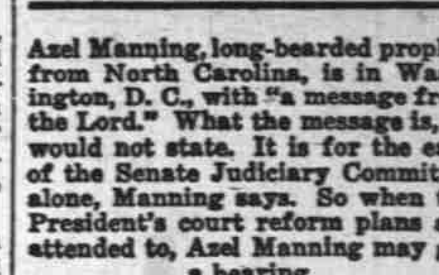 Azel Manning, long-bearded prop
from North Carolina, is in Wa
ington, D. C., with "a message fr
the Lord." What the message is,
would not state. It is for the e
of the Senate Judiciary Commit
alone, Manning says. So when
President's court reform plans a
attended to, Azel Manning may
a hearing